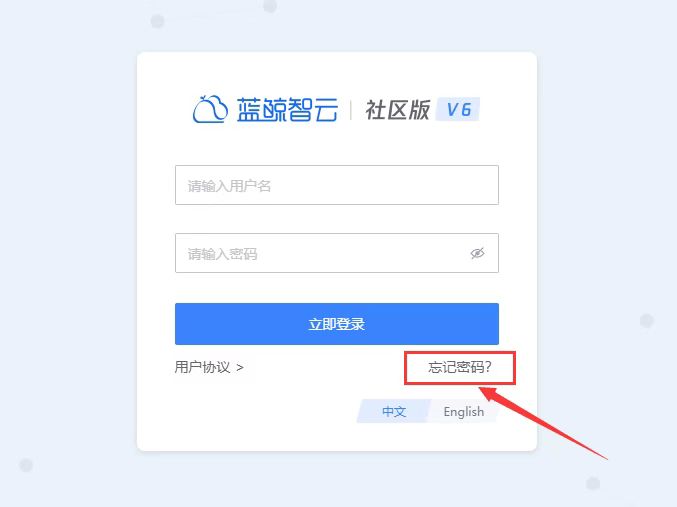 蓝鲸智云 | 社区版 V6
请输入用户名
请输入密码
立即登录
用户协议 > 忘记密码?
中文 English